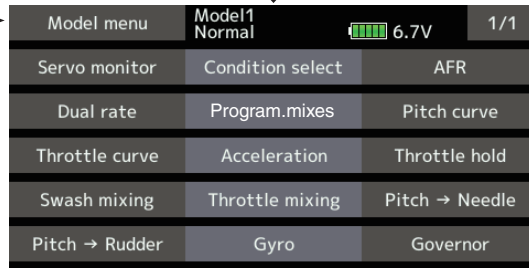 Model menu
Model1
Normal
6.7V
1/1
Servo monitor
Condition select
AFR
Dual rate
Program.mixes
Pitch curve
Throttle curve
Acceleration
Throttle hold
Swash mixing
Throttle mixing
Pitch → Needle
Pitch → Rudder
Gyro
Governor